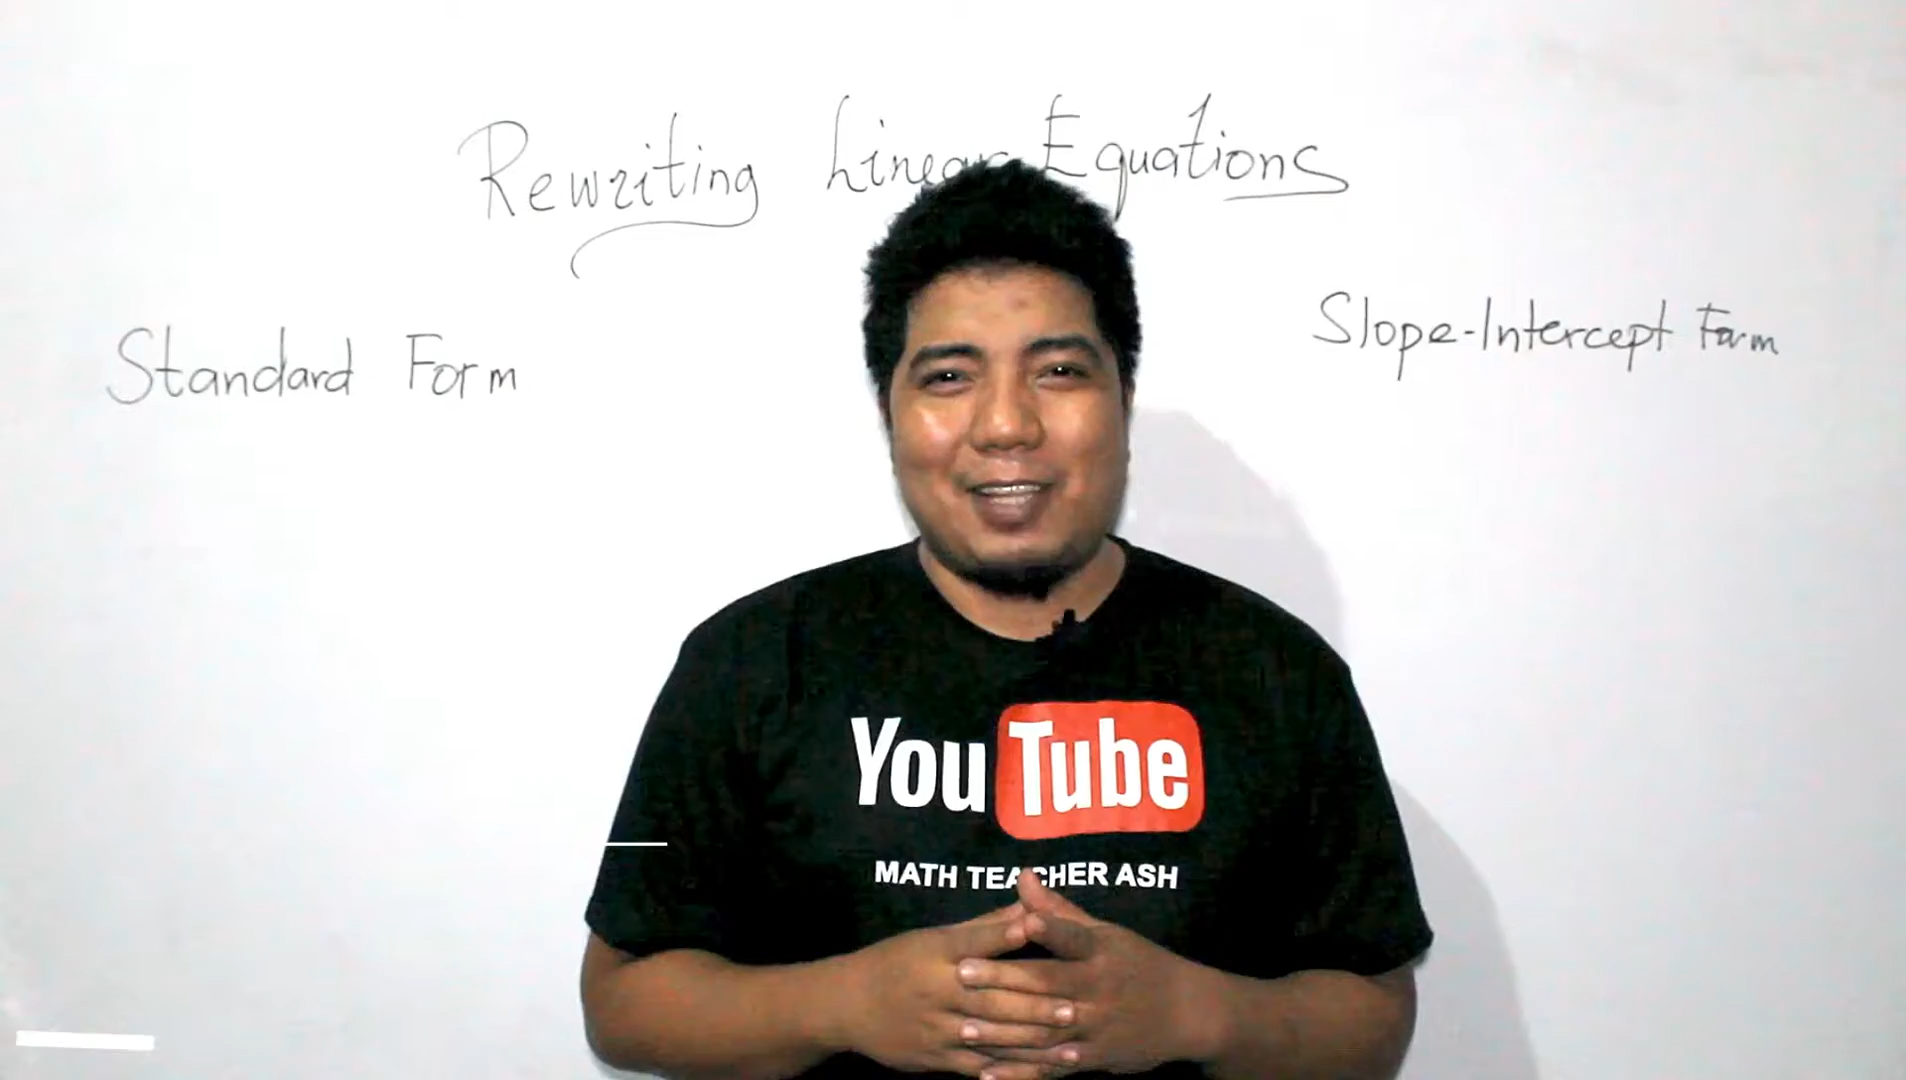 Rewriting Linear Equations
Standard Form
Slope-Intercept Form
YouTube
MATH TEACHER ASH